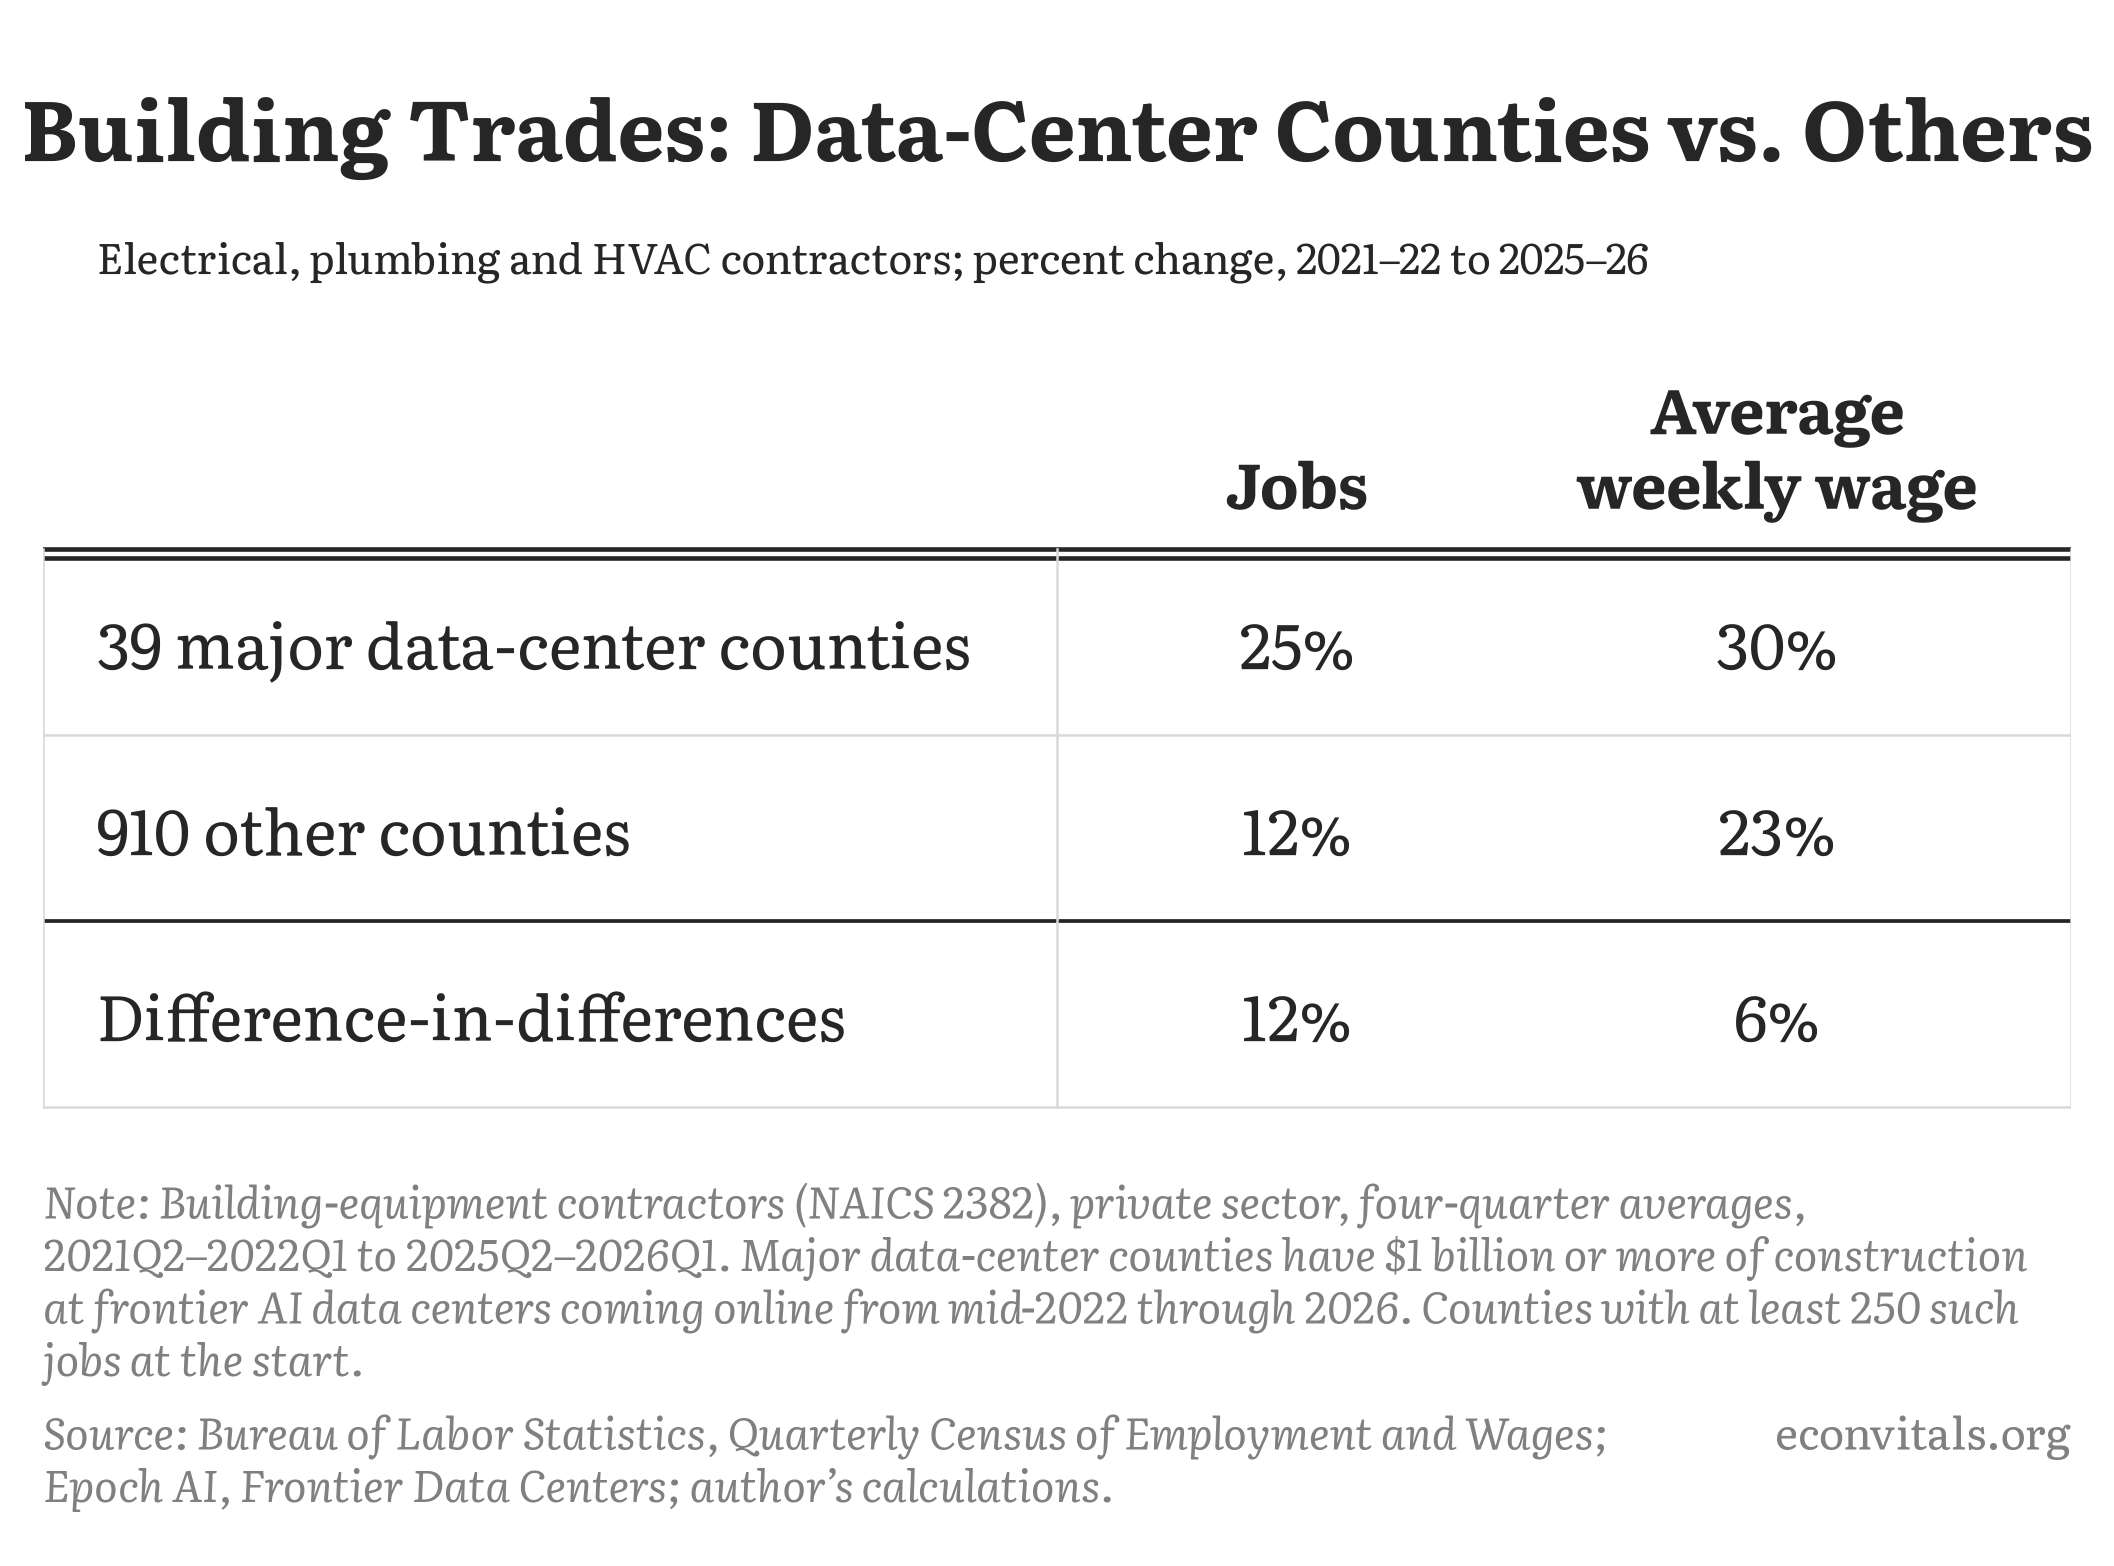 Building Trades: Data-Center Counties vs. Others
Electrical, plumbing and HVAC contractors; percent change, 2021–22 to 2025–26
Average
Jobs weekly wage
39 major data-center counties 25% 30%
910 other counties 12% 23%
Difference-in-differences 12% 6%
Note: Building-equipment contractors (NAICS 2382), private sector, four-quarter averages,
2021Q2–2022Q1 to 2025Q2–2026Q1. Major data-center counties have $1 billion or more of construction
at frontier AI data centers coming online from mid-2022 through 2026. Counties with at least 250 such
jobs at the start.
Source: Bureau of Labor Statistics, Quarterly Census of Employment and Wages; econvitals.org
Epoch AI, Frontier Data Centers; author’s calculations.